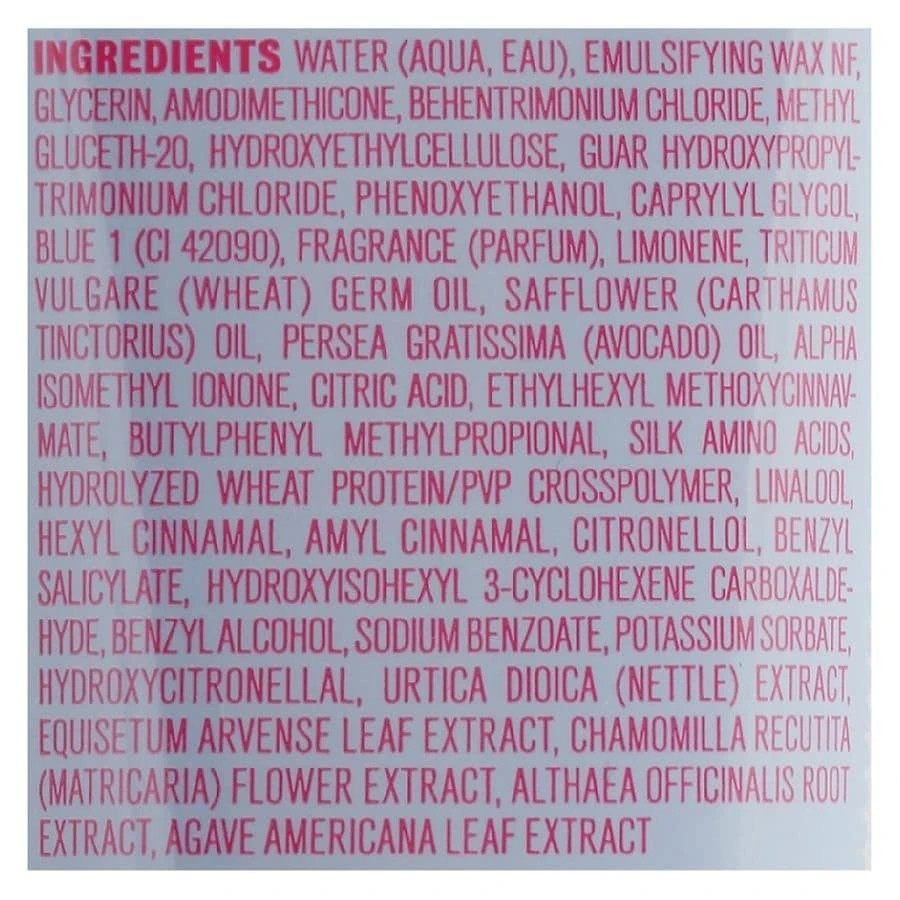 INGREDIENTS WATER (AQUA, EAU), EMULSIFYING WAX NF,
GLYCERIN, AMODIMETHICONE, BEHENTRIMONIUM CHLORIDE, METHYL
GLUCETH-20, HYDROXYETHYLCELLULOSE, GUAR HYDROXYPROPYL-
TRIMONIUM CHLORIDE, PHENOXYETHANOL, CAPRYLYL GLYCOL,
BLUE 1 (CI 42090), FRAGRANCE (PARFUM), LIMONENE, TRITICUM
VULGARE (WHEAT) GERM OIL, SAFFLOWER (CARTHAMUS
TINCTORIUS) OIL, PERSEA GRATISSIMA (AVOCADO) OIL, ALPHA
ISOMETHYL IONONE, CITRIC ACID, ETHYLHEXYL METHOXYCINNAV-
MATE, BUTYLPHENYL METHYLPROPIONAL, SILK AMINO ACIDS,
HYDROLYZED WHEAT PROTEIN/PVP CROSSPOLYMER, LINALOOL,
HEXYL CINNAMAL, AMYL CINNAMAL, CITRONELLOL, BENZYL
SALICYLATE, HYDROXYISOHEXYL 3-CYCLOHEXENE CARBOXALDE-
HYDE, BENZYL ALCOHOL, SODIUM BENZOATE, POTASSIUM SORBATE,
HYDROXYCITRONELLAL, URTICA DIOICA (NETTLE) EXTRACT,
EQUISETUM ARVENSE LEAF EXTRACT, CHAMOMILLA RECUTITA
(MATRICARIA) FLOWER EXTRACT, ALTHAEA OFFICINALIS ROOT
EXTRACT, AGAVE AMERICANA LEAF EXTRACT